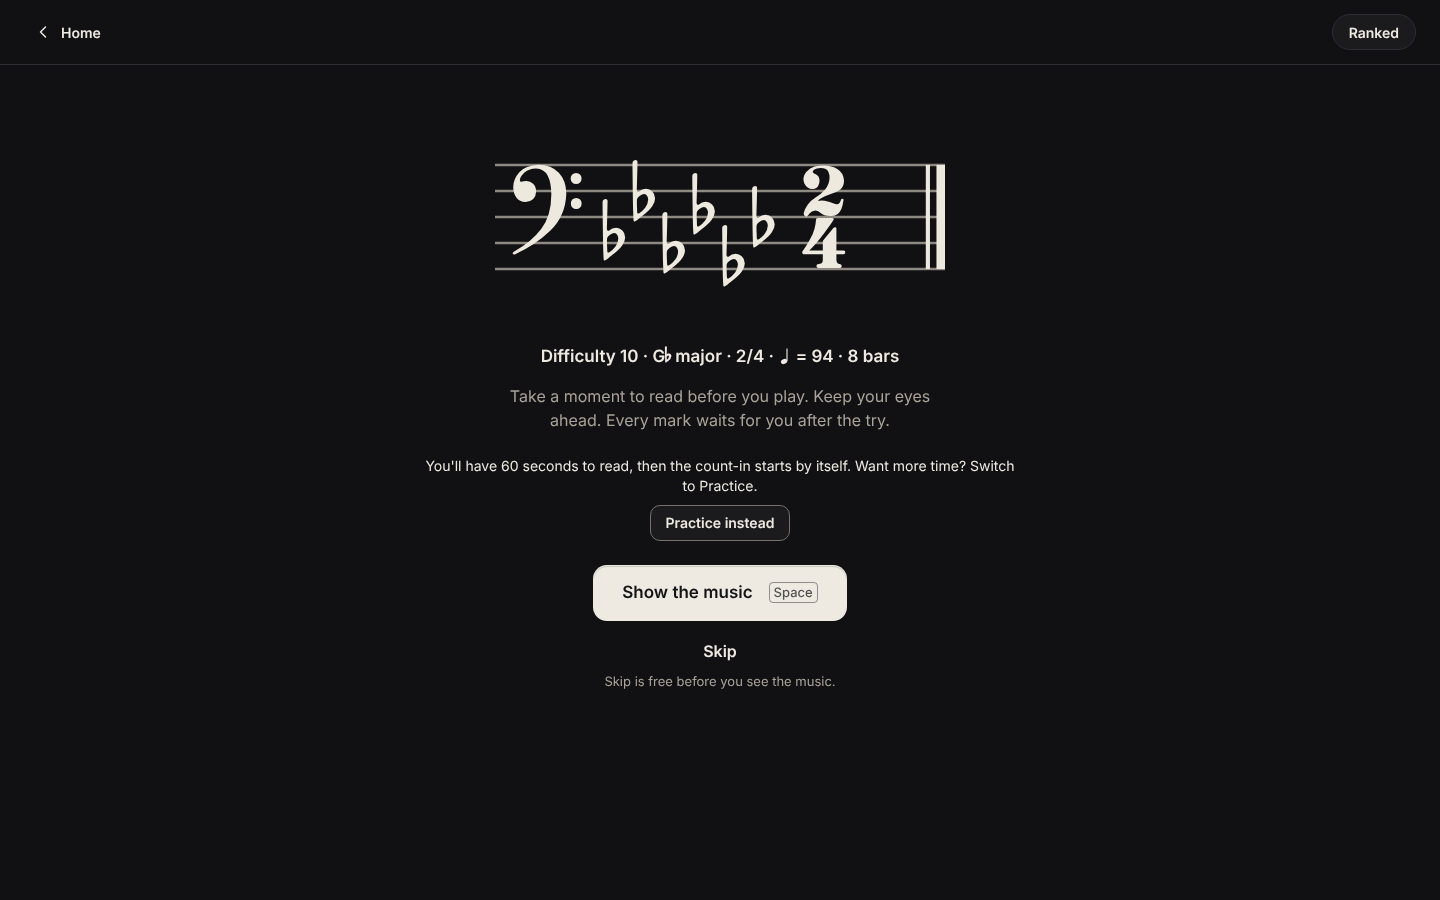 Home
Ranked
2
4
Difficulty 10 · G♭ major · 2/4 · ♩ = 94 · 8 bars
Take a moment to read before you play. Keep your eyes
ahead. Every mark waits for you after the try.
You'll have 60 seconds to read, then the count-in starts by itself. Want more time? Switch
to Practice.
Practice instead
Show the music Space
Skip
Skip is free before you see the music.